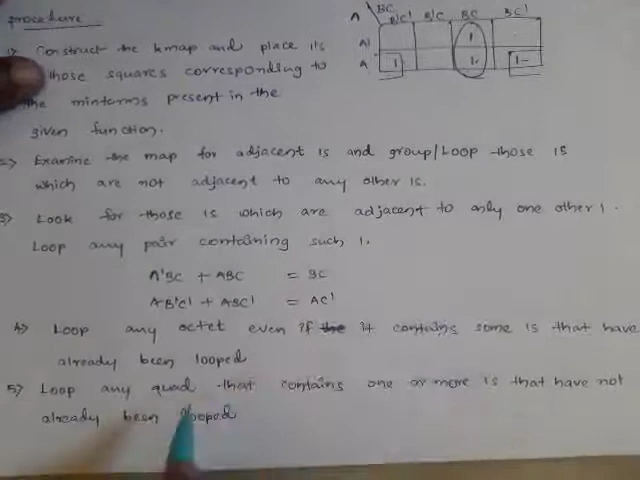 procedure
A BC B'C' B'C BC BC'
A' 1
A 1 1 1
1) Construct the kmap and place 1s
those squares corresponding to
the minterms present in the
given function.
2) Examine the map for adjacent 1s and group/Loop those 1s
which are not adjacent to any other 1s.
3) Look for those 1s which are adjacent to only one other 1.
Loop any pair containing such 1.
A'BC + ABC = BC
AB'C' + ABC' = AC'
4) Loop any octet even if the it contains some 1s that have
already been looped
5) Loop any quad that contains one or more 1s that have not
already been looped